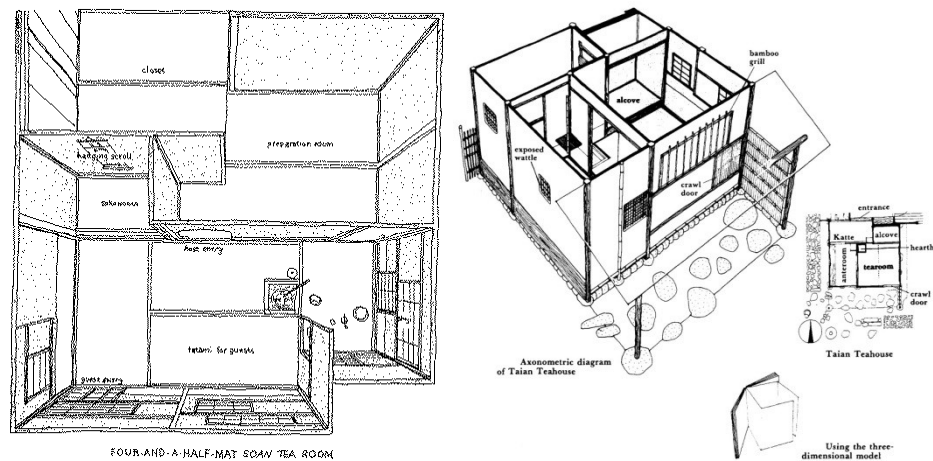 closet
hanging scroll
preparation room
tokonoma
host entry
tatami for guests
guest entry
FOUR-AND-A-HALF-MAT SOAN TEA ROOM
bamboo
grill
alcove
exposed
wattle
crawl
door
Axonometric diagram
of Taian Teahouse
entrance
Katte
alcove
hearth
anteroom
tearoom
crawl
door
Taian Teahouse
Using the three-
dimensional model